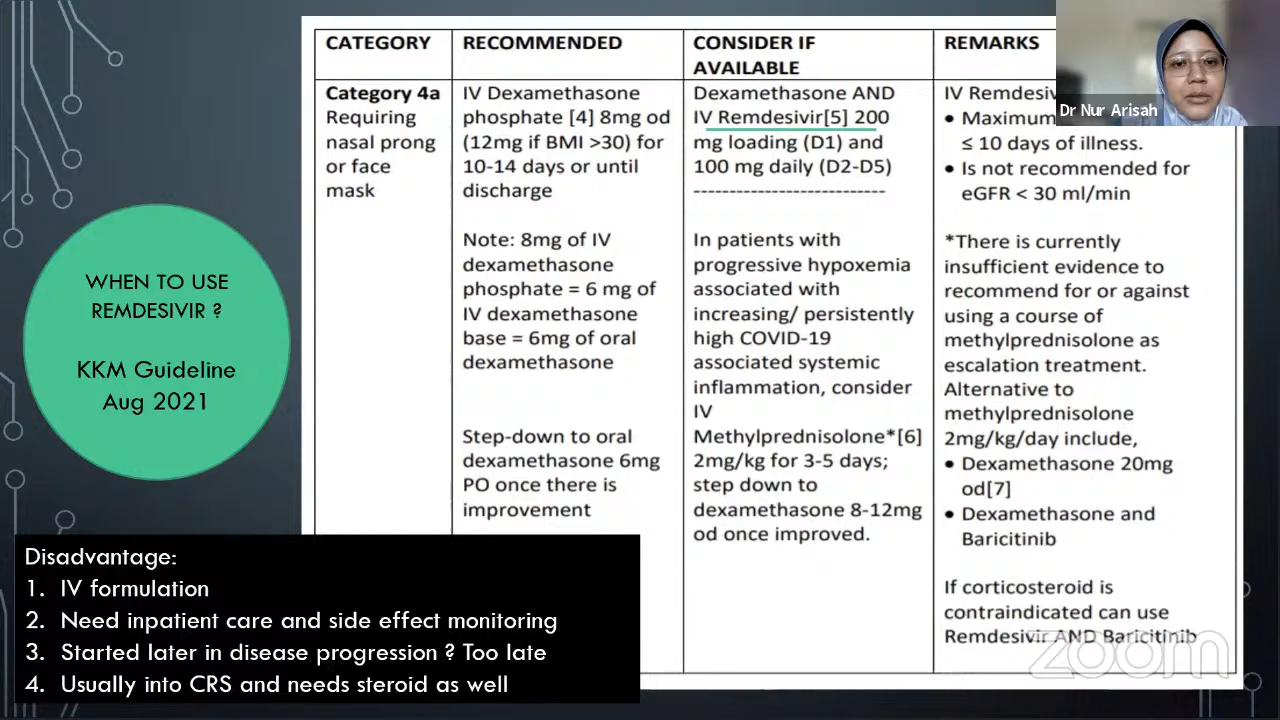 WHEN TO USE
REMDESIVIR ?
KKM Guideline
Aug 2021
CATEGORY
Category 4a
Requiring
nasal prong
or face
mask
RECOMMENDED
IV Dexamethasone
phosphate [4] 8mg od
(12mg if BMI >30) for
10-14 days or until
discharge
Note: 8mg of IV
dexamethasone
phosphate = 6 mg of
IV dexamethasone
base = 6mg of oral
dexamethasone
Step-down to oral
dexamethasone 6mg
PO once there is
improvement
CONSIDER IF
AVAILABLE
Dexamethasone AND
IV Remdesivir[5] 200
mg loading (D1) and
100 mg daily (D2-D5)
---------------------------
In patients with
progressive hypoxemia
associated with
increasing/ persistently
high COVID-19
associated systemic
inflammation, consider
IV
Methylprednisolone*[6]
2mg/kg for 3-5 days;
step down to
dexamethasone 8-12mg
od once improved.
REMARKS
IV
• Maximum
≤ 10 days of illness.
• Is not recommended for
eGFR < 30 ml/min
*There is currently
insufficient evidence to
recommend for or against
using a course of
methylprednisolone as
escalation treatment.
Alternative to
methylprednisolone
2mg/kg/day include,
• Dexamethasone 20mg
od[7]
• Dexamethasone and
Baricitinib
If corticosteroid is
contraindicated can use
Remdesivir AND Baricitinib
Dr Nur Arisah
Disadvantage:
1. IV formulation
2. Need inpatient care and side effect monitoring
3. Started later in disease progression ? Too late
4. Usually into CRS and needs steroid as well
zoom